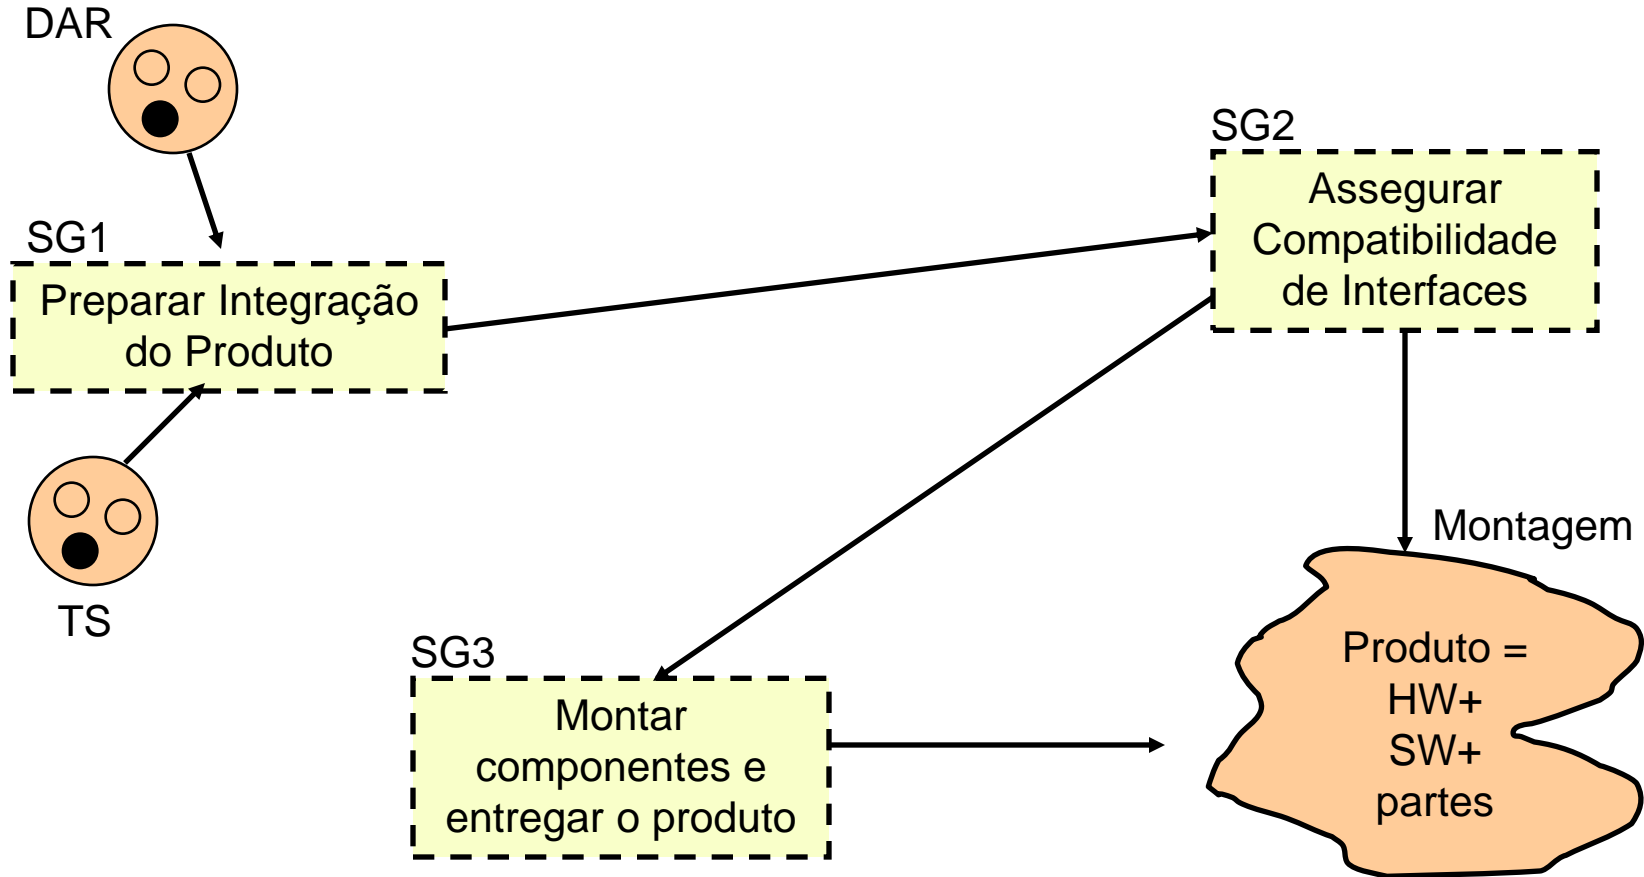 DAR
SG1
Preparar Integração
do Produto
TS
SG2
Assegurar
Compatibilidade
de Interfaces
SG3
Montar
componentes e
entregar o produto
Montagem
Produto =
HW+
SW+
partes